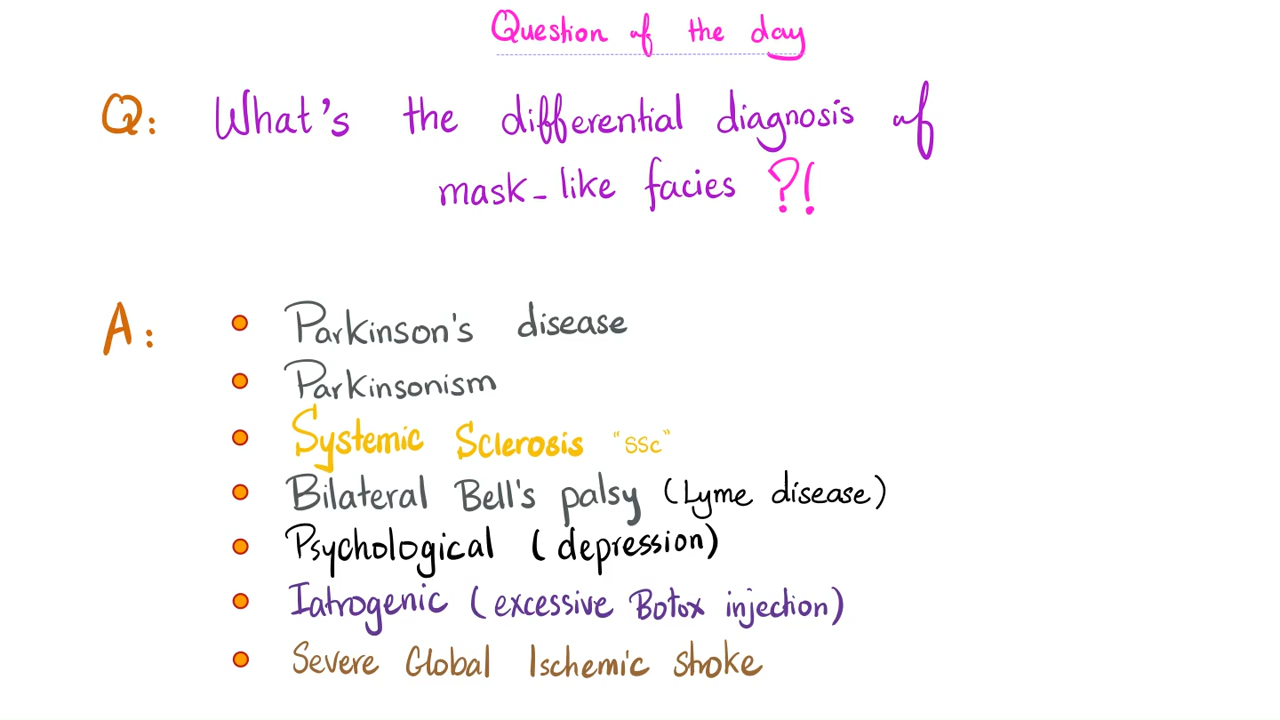 Question of the day
Q: What's the differential diagnosis of
mask-like facies ?!
A: • Parkinson's disease
• Parkinsonism
• Systemic Sclerosis "SSC"
• Bilateral Bell's palsy (Lyme disease)
• Psychological (depression)
• Iatrogenic (excessive Botox injection)
• Severe Global Ischemic stroke